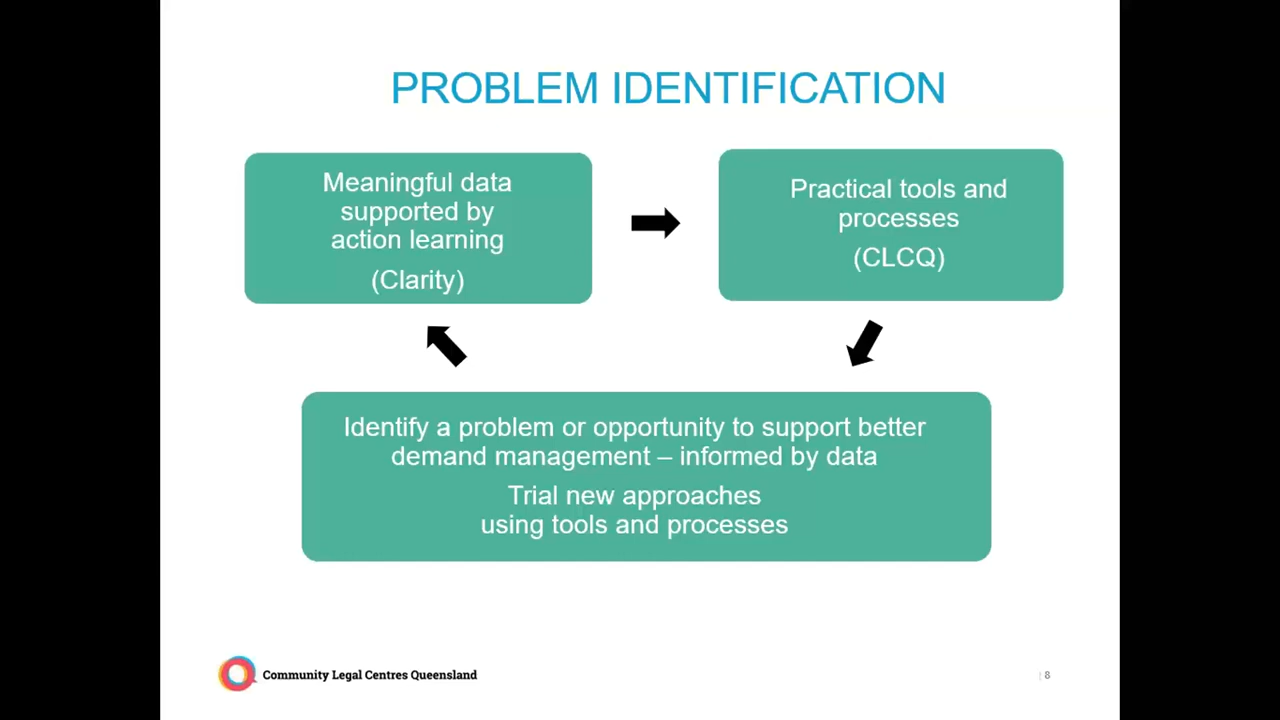 PROBLEM IDENTIFICATION
Meaningful data
supported by
action learning
(Clarity)
Practical tools and
processes
(CLCQ)
Identify a problem or opportunity to support better
demand management – informed by data
Trial new approaches
using tools and processes
Community Legal Centres Queensland
| 8